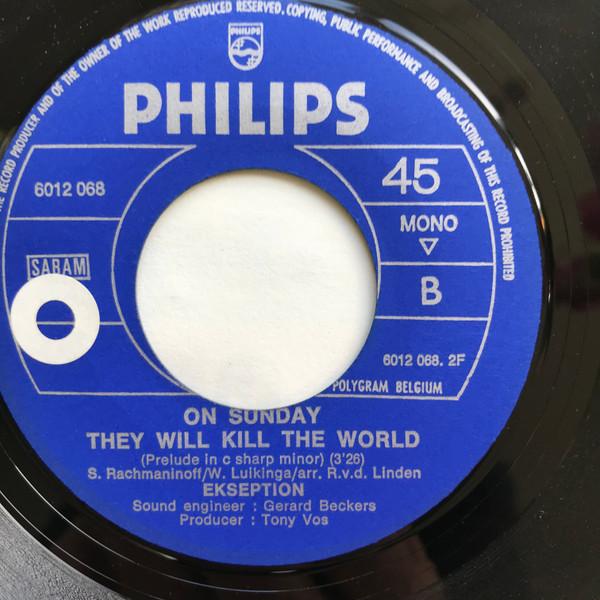 THE RECORD PRODUCER AND OF THE OWNER OF THE WORK REPRODUCED RESERVED. COPYING, PUBLIC PERFORMANCE AND BROADCASTING OF THIS RECORD PROHIBITED
PHILIPS
PHILIPS
6012 068
45
MONO
SABAM
B
6012 068. 2F
POLYGRAM BELGIUM
ON SUNDAY
THEY WILL KILL THE WORLD
(Prelude in c sharp minor) (3'26)
S. Rachmaninoff/W. Luikinga/arr. R.v.d. Linden
EKSEPTION
Sound engineer : Gerard Beckers
Producer : Tony Vos